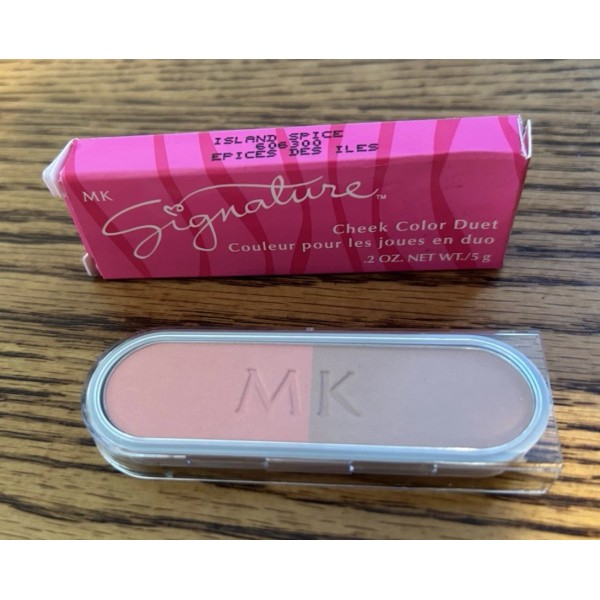 ISLAND SPICE
606300
EPICES DES ILES
MK
Signature™
Cheek Color Duet
Couleur pour les joues en duo
.2 OZ. NET WT./5 g
MK